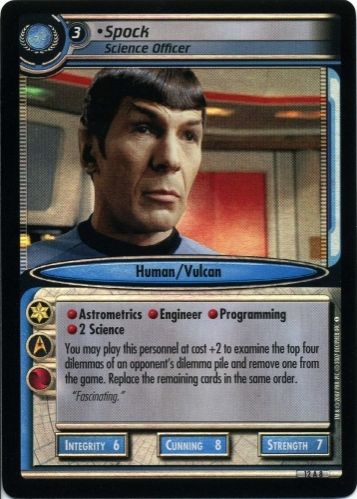 3
•Spock
Science Officer
Human/Vulcan
• Astrometrics • Engineer • Programming
• 2 Science
You may play this personnel at cost +2 to examine the top four
dilemmas of an opponent's dilemma pile and remove one from
the game. Replace the remaining cards in the same order.
"Fascinating."
INTEGRITY 6
CUNNING 8
STRENGTH 7
12 A 8